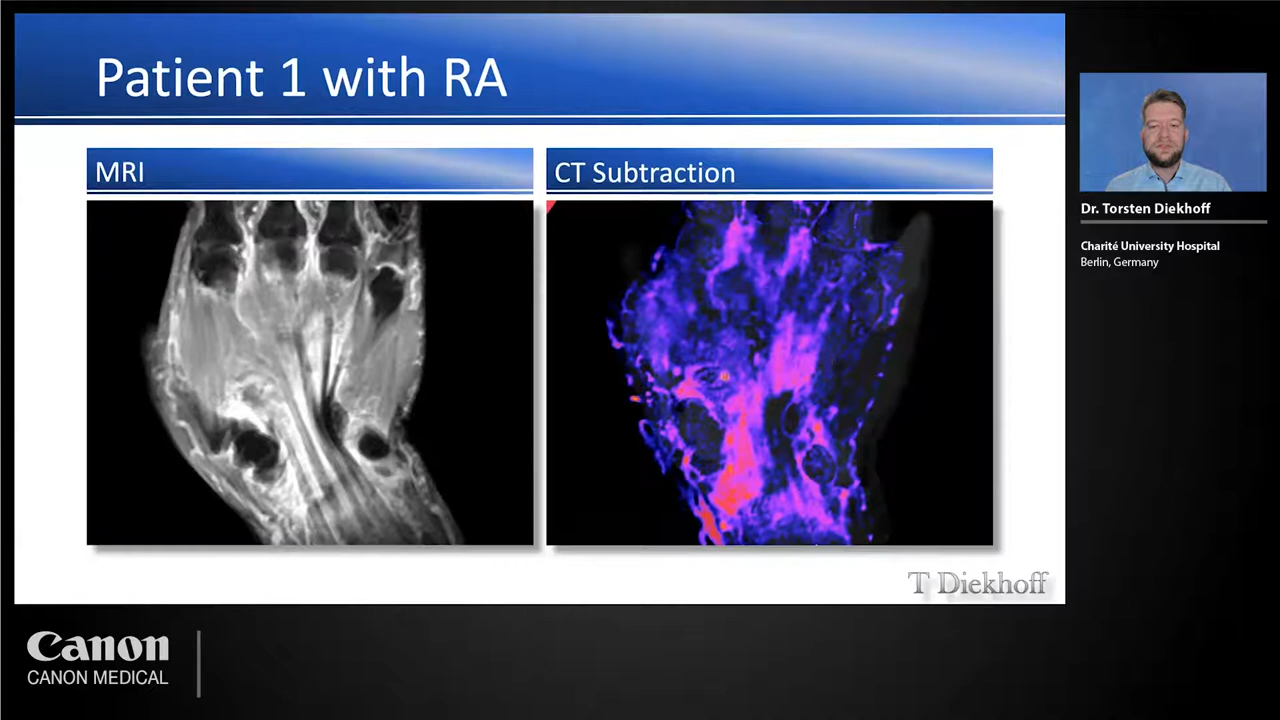 Patient 1 with RA
MRI
CT Subtraction
T Diekhoff
Dr. Torsten Diekhoff
Charité University Hospital
Berlin, Germany
Canon
CANON MEDICAL